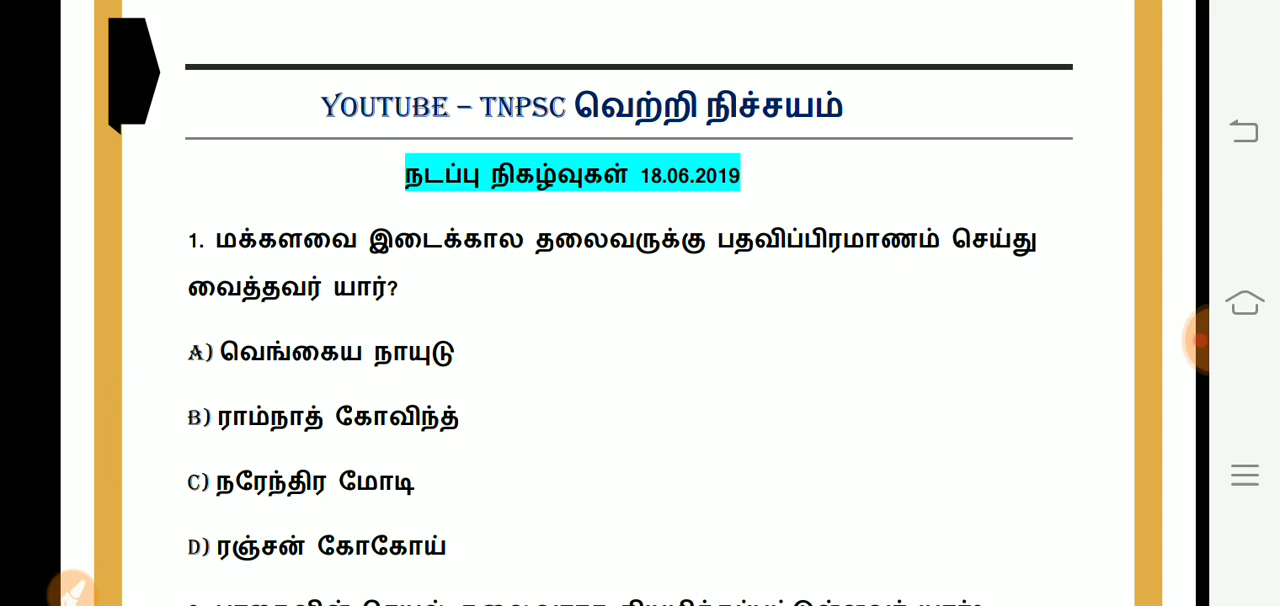 YOUTUBE – TNPSC வெற்றி நிச்சயம்
நடப்பு நிகழ்வுகள் 18.06.2019
1. மக்களவை இடைக்கால தலைவருக்கு பதவிப்பிரமாணம் செய்து
வைத்தவர் யார்?
A) வெங்கைய நாயுடு
B) ராம்நாத் கோவிந்த்
C) நரேந்திர மோடி
D) ரஞ்சன் கோகோய்